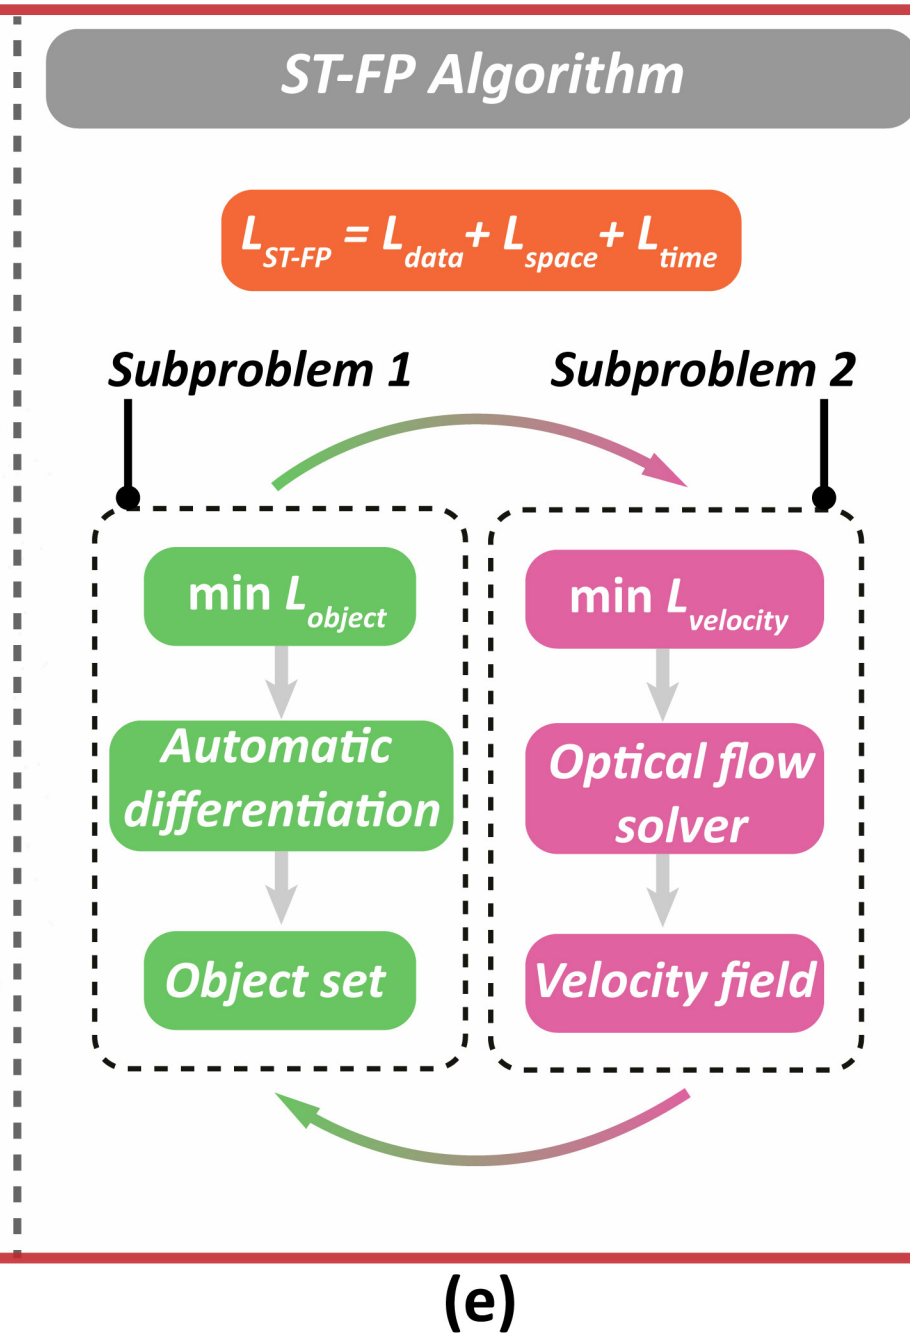 ST-FP Algorithm
L_ST-FP = L_data + L_space + L_time
Subproblem 1
Subproblem 2
min L_object
Automatic
differentiation
Object set
min L_velocity
Optical flow
solver
Velocity field
(e)